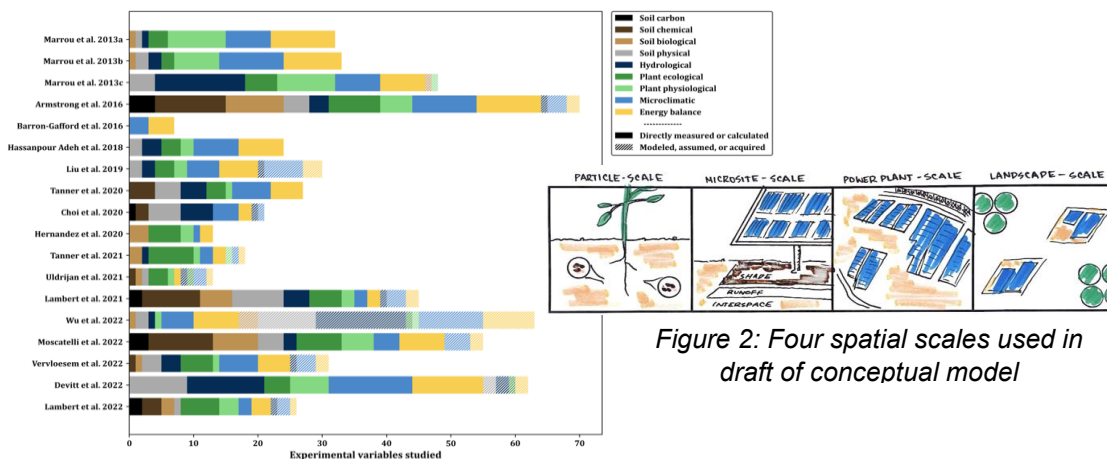 Marrou et al. 2013a
Marrou et al. 2013b
Marrou et al. 2013c
Armstrong et al. 2016
Barron-Gafford et al. 2016
Hassanpour Adeh et al. 2018
Liu et al. 2019
Tanner et al. 2020
Choi et al. 2020
Hernandez et al. 2020
Tanner et al. 2021
Uldrijan et al. 2021
Lambert et al. 2021
Wu et al. 2022
Moscatelli et al. 2022
Vervloesem et al. 2022
Devitt et al. 2022
Lambert et al. 2022
0 10 20 30 40 50 60 70
Experimental variables studied
Soil carbon
Soil chemical
Soil biological
Soil physical
Hydrological
Plant ecological
Plant physiological
Microclimatic
Energy balance
-------------
Directly measured or calculated
Modeled, assumed, or acquired
PARTICLE-SCALE
MICROSITE-SCALE
POWER PLANT-SCALE
LANDSCAPE-SCALE
SHADE
RUNOFF
INTERSPACE
Figure 2: Four spatial scales used in
draft of conceptual model